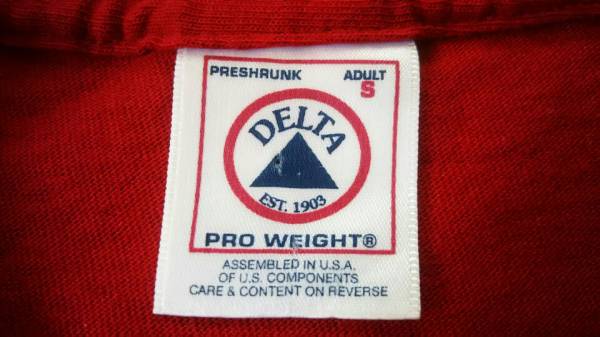 PRESHRUNK ADULT
S
DELTA
EST. 1903
PRO WEIGHT®
ASSEMBLED IN U.S.A.
OF U.S. COMPONENTS
CARE & CONTENT ON REVERSE